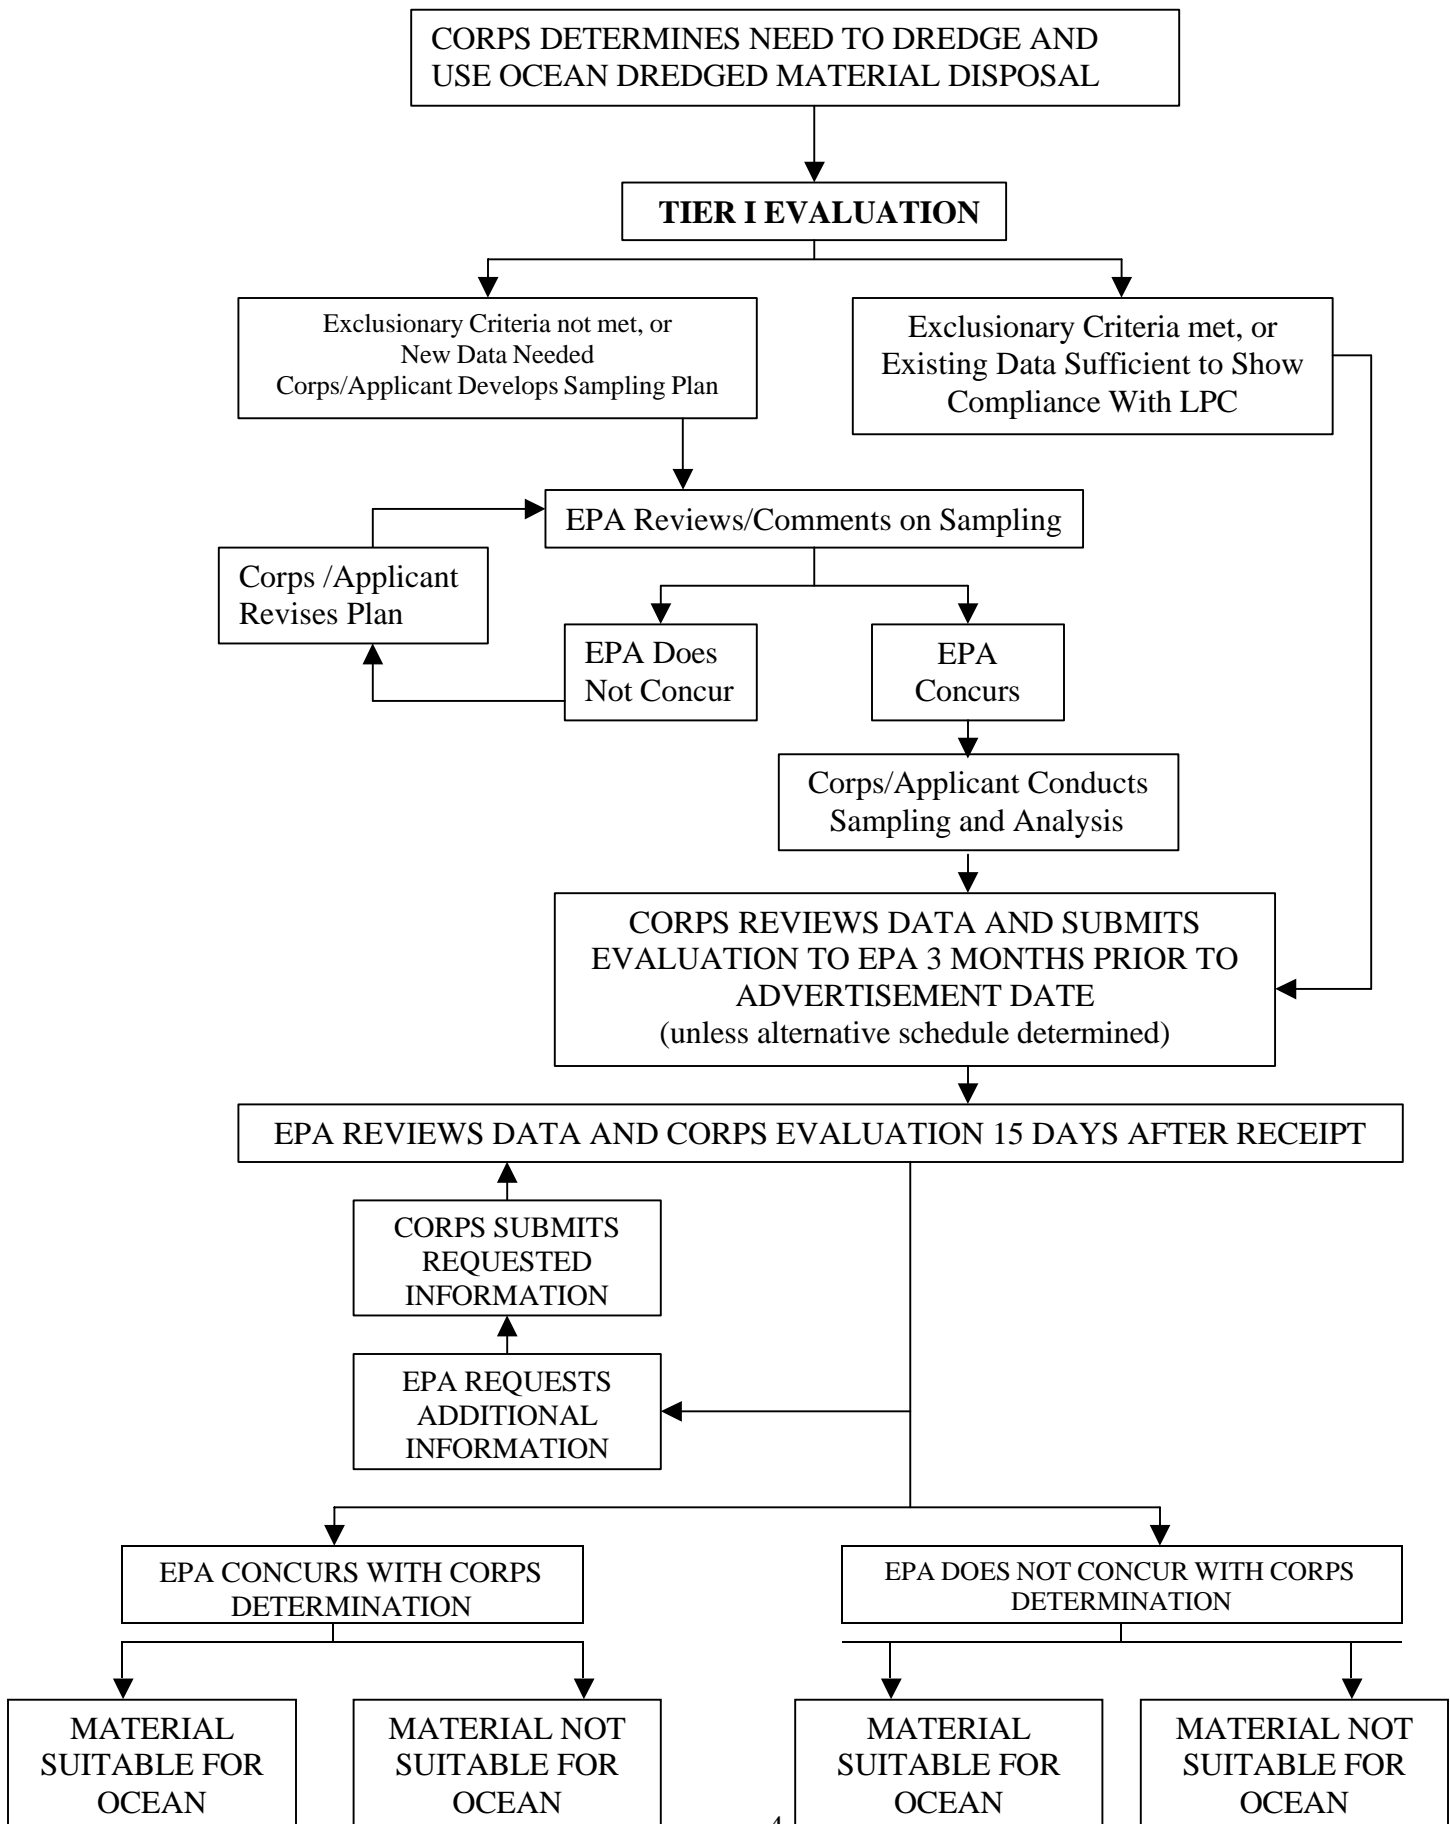 CORPS DETERMINES NEED TO DREDGE AND
USE OCEAN DREDGED MATERIAL DISPOSAL
TIER I EVALUATION
Exclusionary Criteria not met, or
New Data Needed
Corps/Applicant Develops Sampling Plan
Exclusionary Criteria met, or
Existing Data Sufficient to Show
Compliance With LPC
EPA Reviews/Comments on Sampling
Corps /Applicant
Revises Plan
EPA Does
Not Concur
EPA
Concurs
Corps/Applicant Conducts
Sampling and Analysis
CORPS REVIEWS DATA AND SUBMITS
EVALUATION TO EPA 3 MONTHS PRIOR TO
ADVERTISEMENT DATE
(unless alternative schedule determined)
EPA REVIEWS DATA AND CORPS EVALUATION 15 DAYS AFTER RECEIPT
CORPS SUBMITS
REQUESTED
INFORMATION
EPA REQUESTS
ADDITIONAL
INFORMATION
EPA CONCURS WITH CORPS
DETERMINATION
EPA DOES NOT CONCUR WITH CORPS
DETERMINATION
MATERIAL
SUITABLE FOR
OCEAN
MATERIAL NOT
SUITABLE FOR
OCEAN
MATERIAL
SUITABLE FOR
OCEAN
MATERIAL NOT
SUITABLE FOR
OCEAN
4